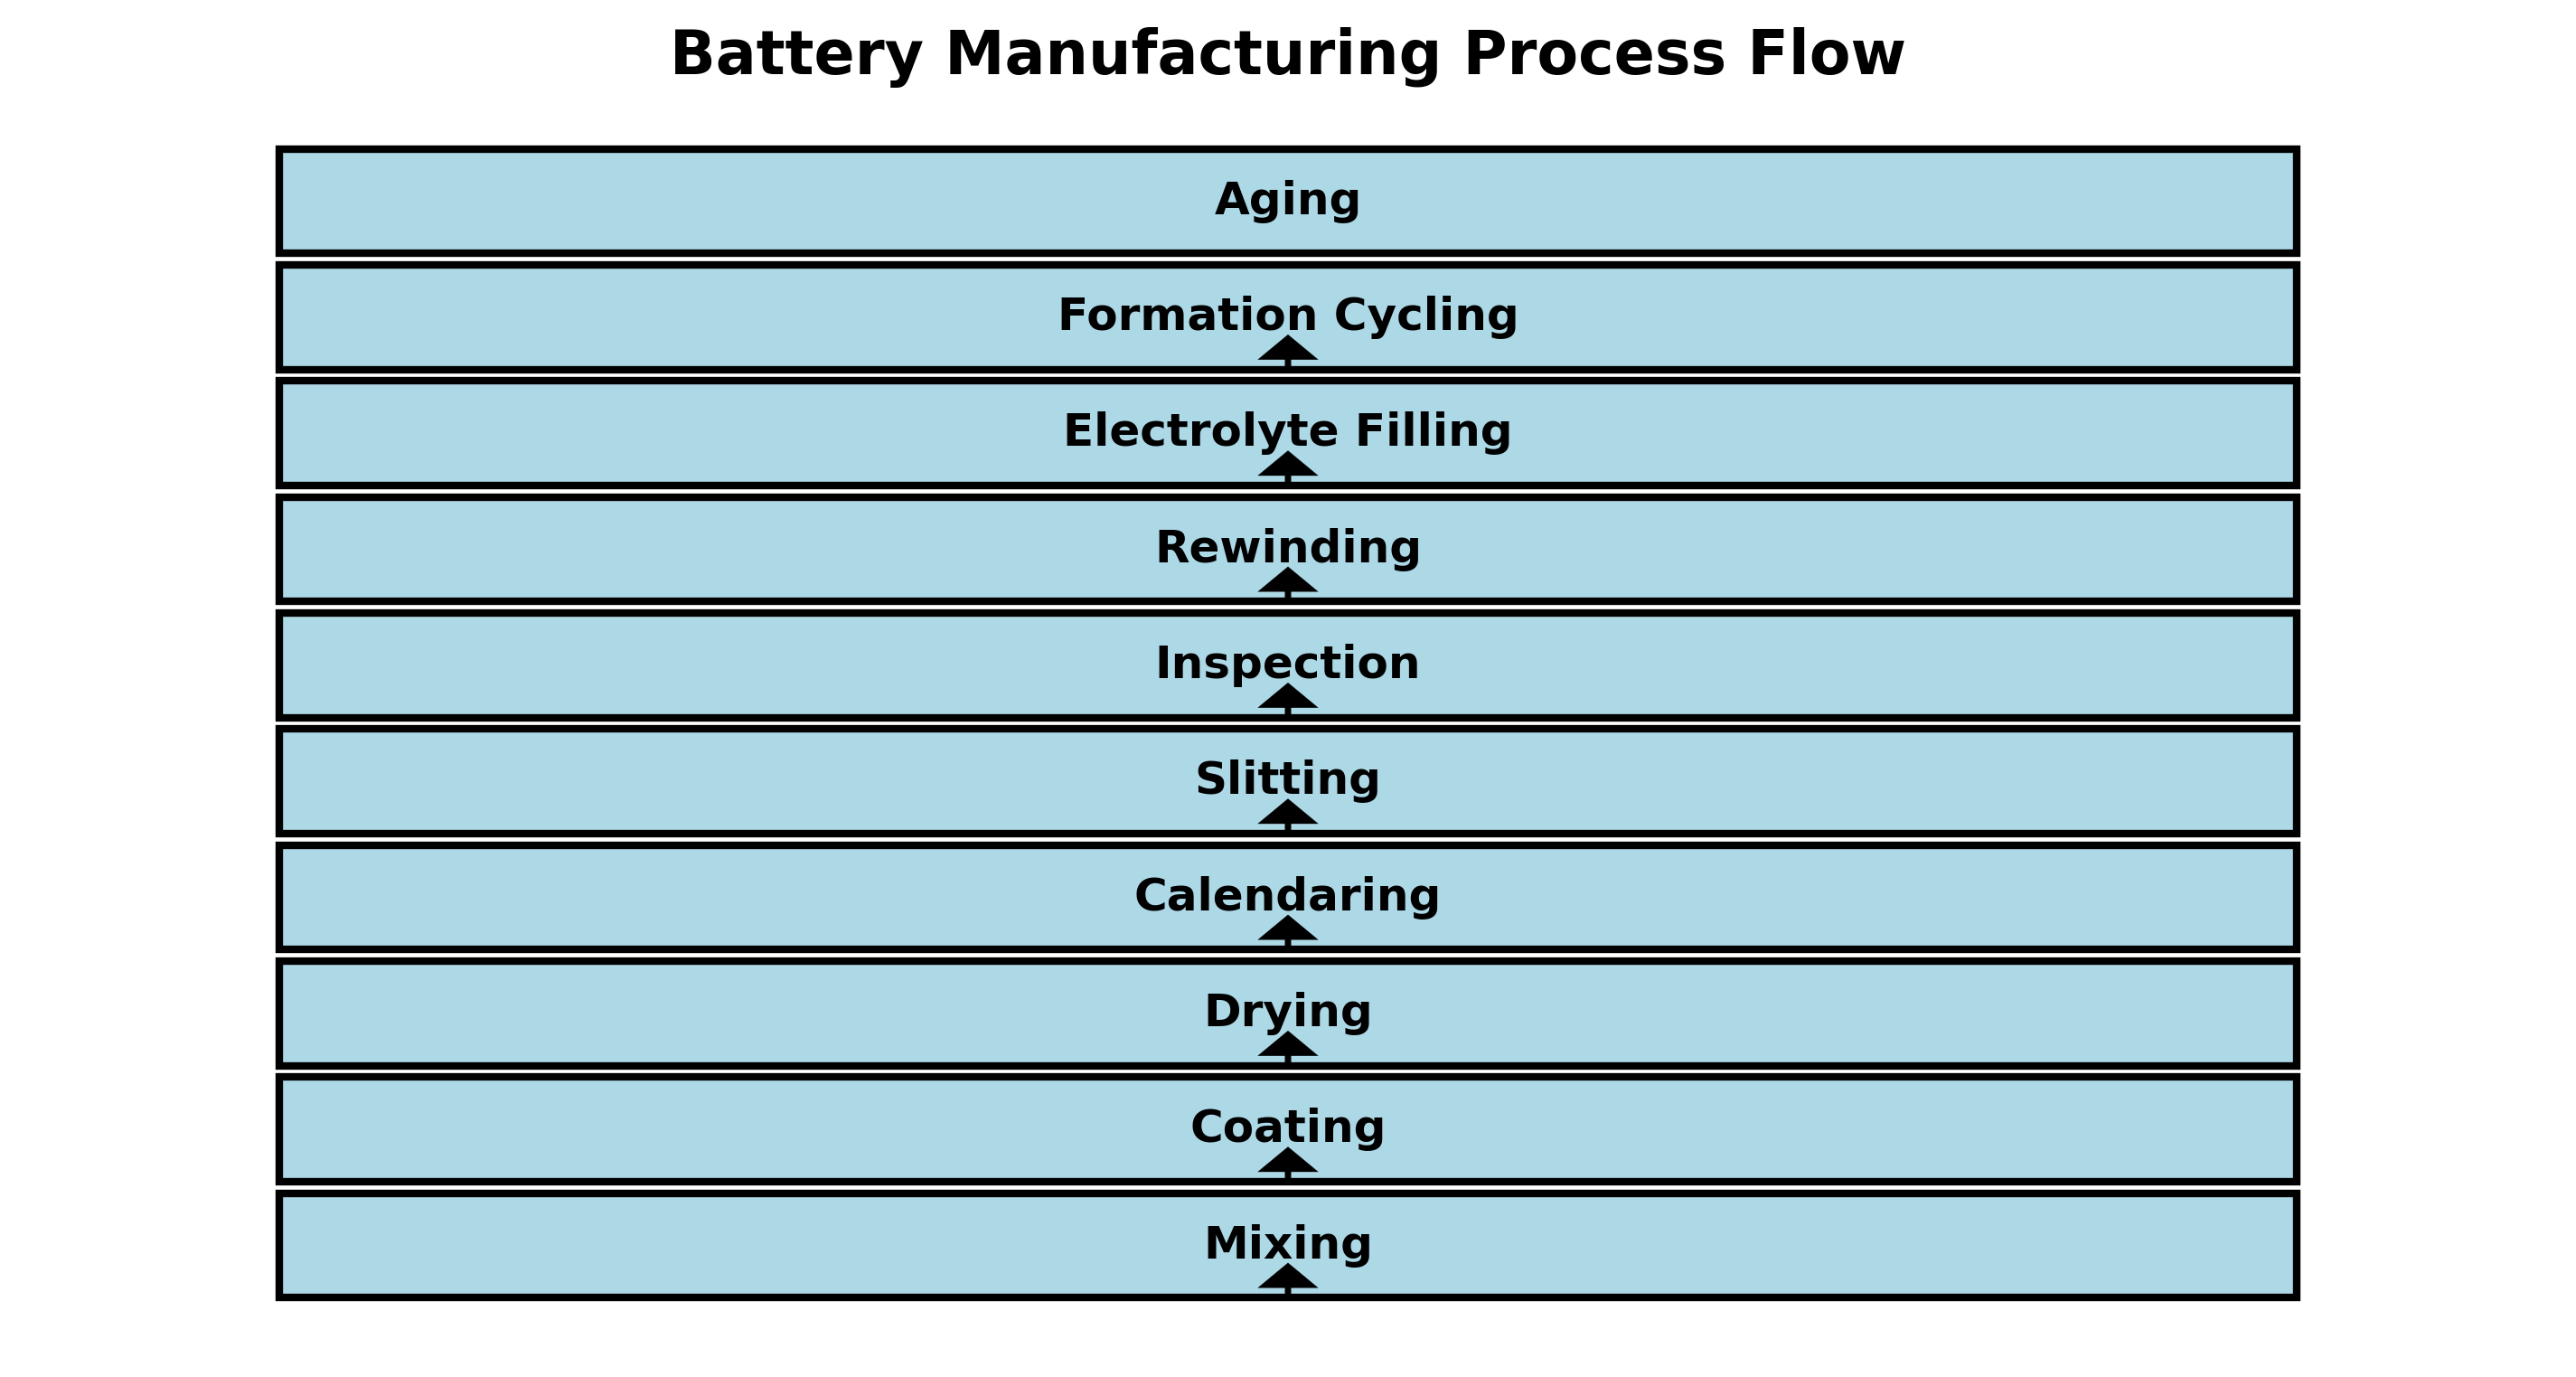 Battery Manufacturing Process Flow
Aging
Formation Cycling
Electrolyte Filling
Rewinding
Inspection
Slitting
Calendaring
Drying
Coating
Mixing